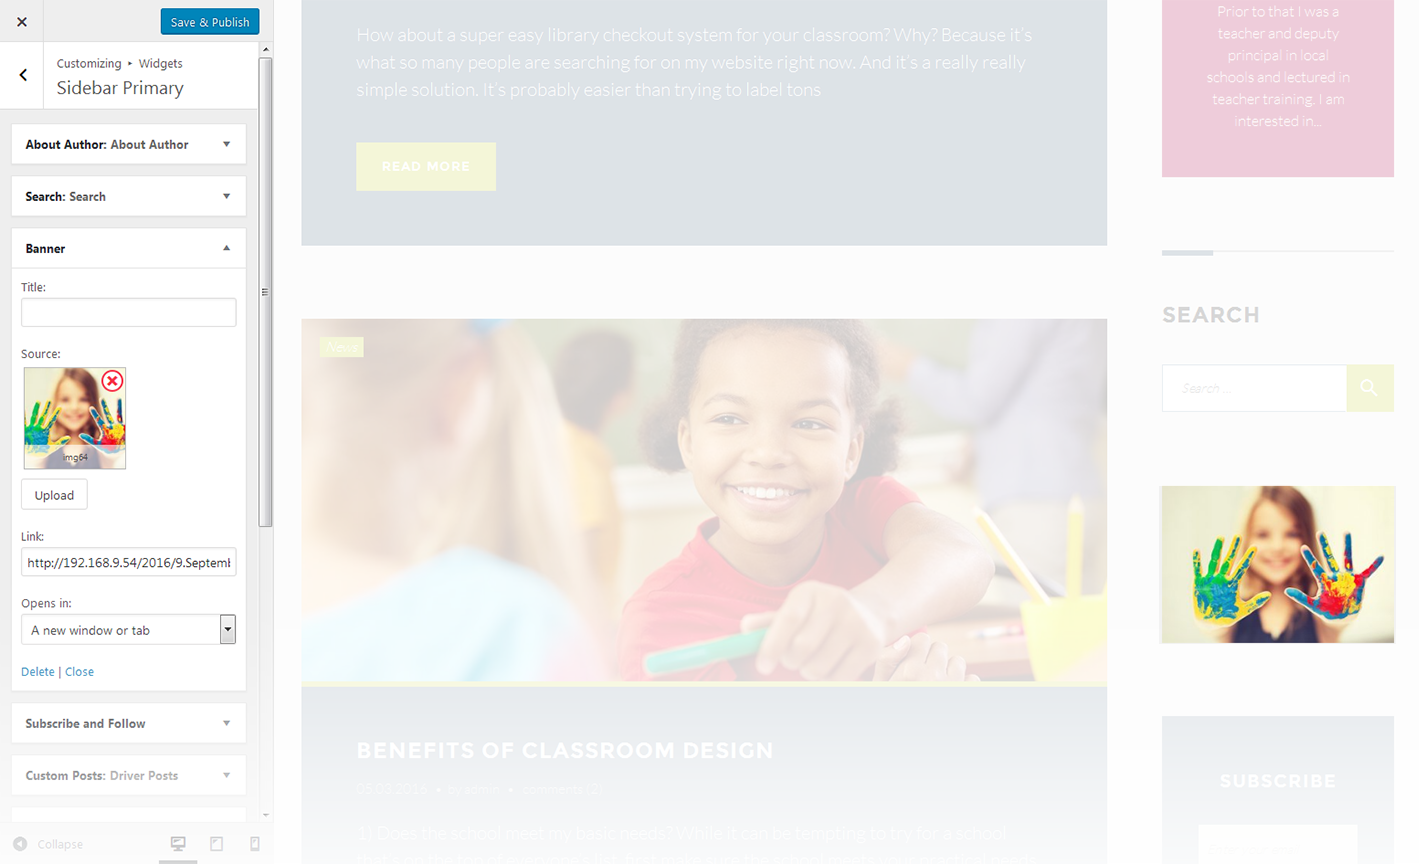 Save & Publish
Customizing ▸ Widgets
Sidebar Primary
About Author: About Author
Search: Search
Banner
Title:
Source:
img64
Upload
Link:
http://192.168.9.54/2016/9.Septemb
Opens in:
A new window or tab
Delete | Close
Subscribe and Follow
Custom Posts: Driver Posts
Collapse
How about a super easy library checkout system for your classroom? Why? Because it's
what so many people are searching for on my website right now. And it's a really really
simple solution. It's probably easier than trying to label tons
READ MORE
News
BENEFITS OF CLASSROOM DESIGN
05.03.2016 • by admin • comments (2)
1) Does the school meet my basic needs? While it can be tempting to try for a school
Prior to that I was a
teacher and deputy
principal in local
schools and lectured in
teacher training. I am
interested in...
SEARCH
Search ...
SUBSCRIBE